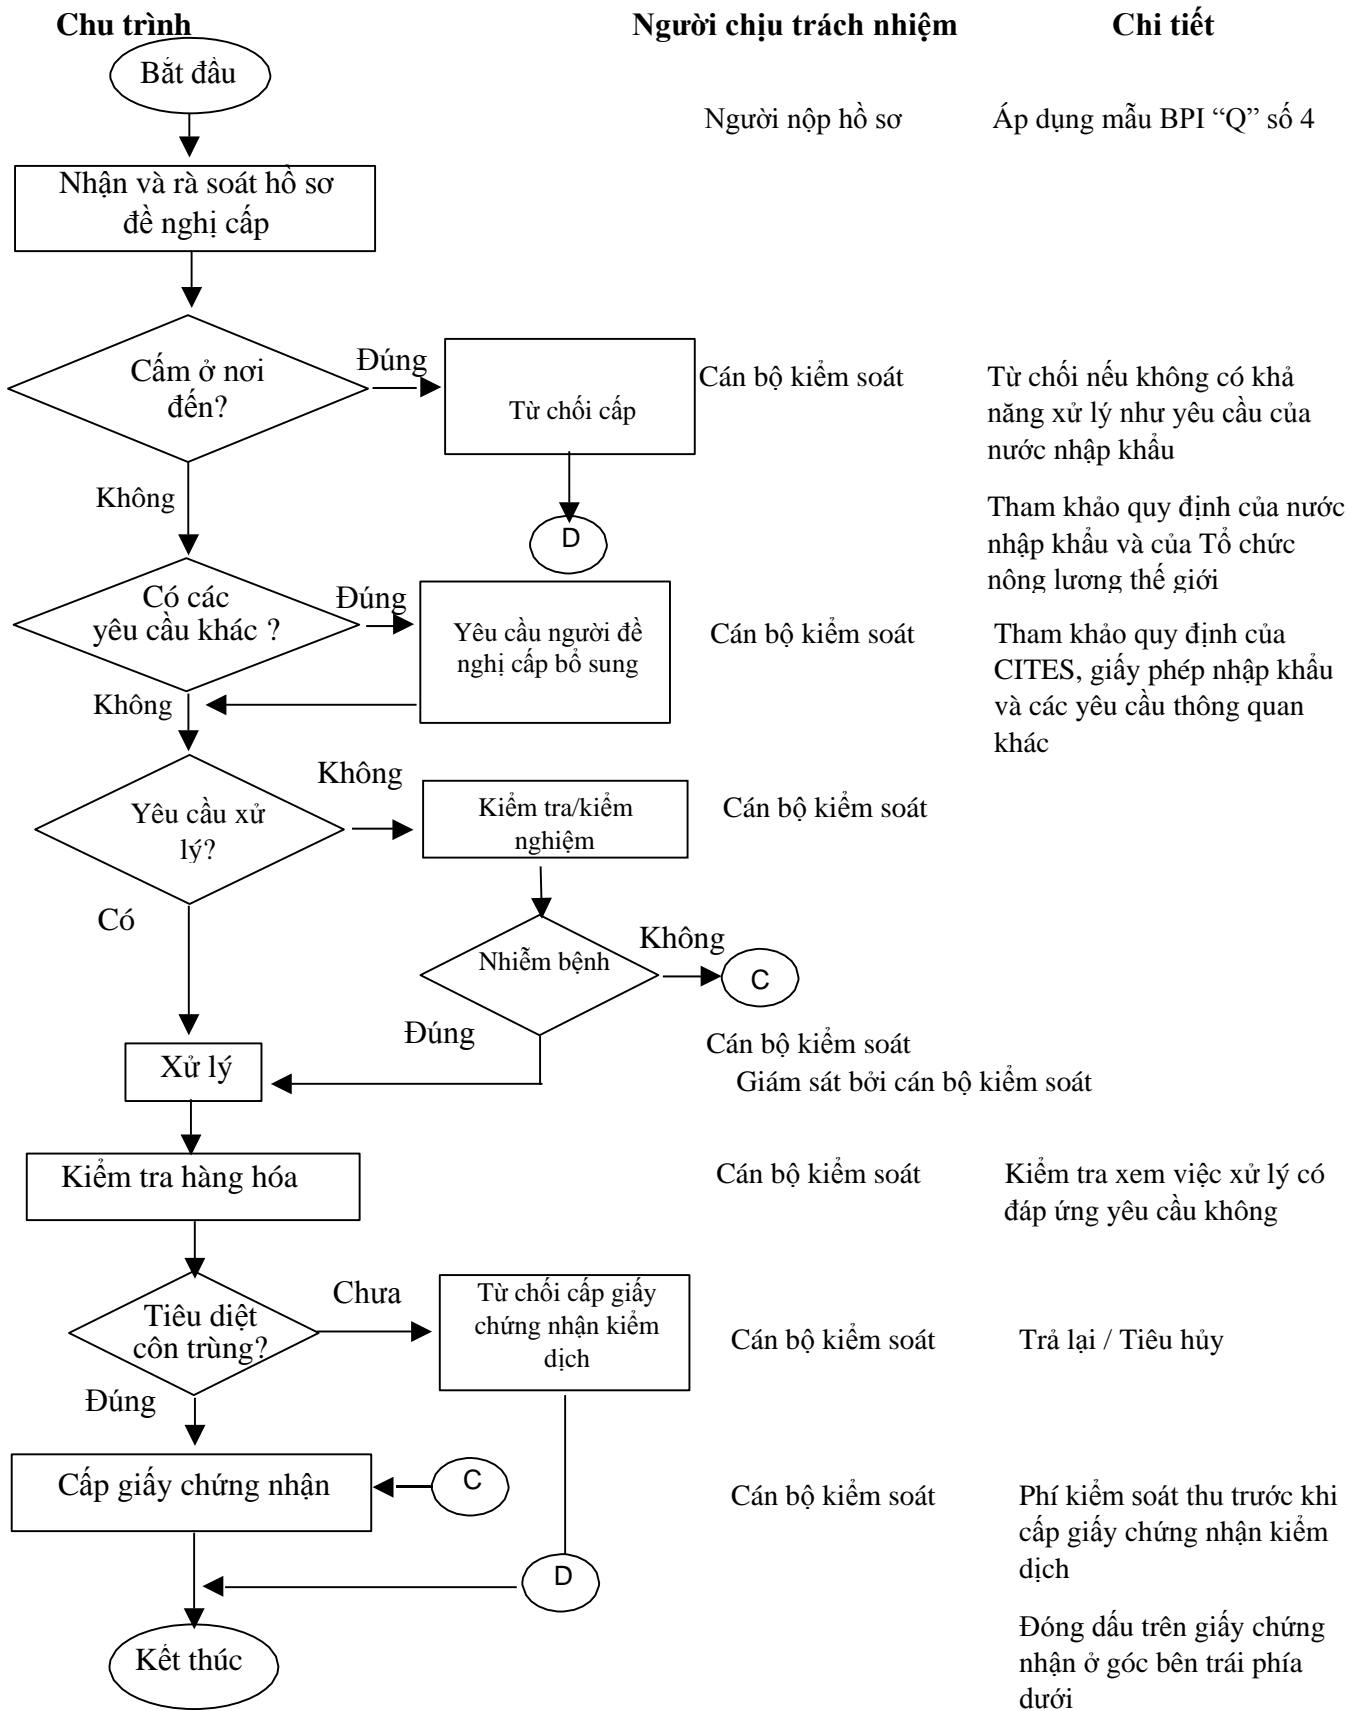 Chu trình
Người chịu trách nhiệm
Chi tiết
Bắt đầu
Người nộp hồ sơ
Áp dụng mẫu BPI “Q” số 4
Nhận và rà soát hồ sơ
đề nghị cấp
Cấm ở nơi
đến?
Đúng
Từ chối cấp
Cán bộ kiểm soát
Từ chối nếu không có khả
năng xử lý như yêu cầu của
nước nhập khẩu
Không
D
Tham khảo quy định của nước
nhập khẩu và của Tổ chức
nông lương thế giới
Có các
yêu cầu khác ?
Đúng
Yêu cầu người đề
nghị cấp bổ sung
Cán bộ kiểm soát
Tham khảo quy định của
CITES, giấy phép nhập khẩu
và các yêu cầu thông quan
khác
Không
Yêu cầu xử
lý?
Không
Kiểm tra/kiểm
nghiệm
Cán bộ kiểm soát
Có
Nhiễm bệnh
Không
C
Đúng
Cán bộ kiểm soát
Giám sát bởi cán bộ kiểm soát
Xử lý
Kiểm tra hàng hóa
Cán bộ kiểm soát
Kiểm tra xem việc xử lý có
đáp ứng yêu cầu không
Tiêu diệt
côn trùng?
Chưa
Từ chối cấp giấy
chứng nhận kiểm
dịch
Cán bộ kiểm soát
Trả lại / Tiêu hủy
Đúng
Cấp giấy chứng nhận
C
Cán bộ kiểm soát
Phí kiểm soát thu trước khi
cấp giấy chứng nhận kiểm
dịch
D
Kết thúc
Đóng dấu trên giấy chứng
nhận ở góc bên trái phía
dưới